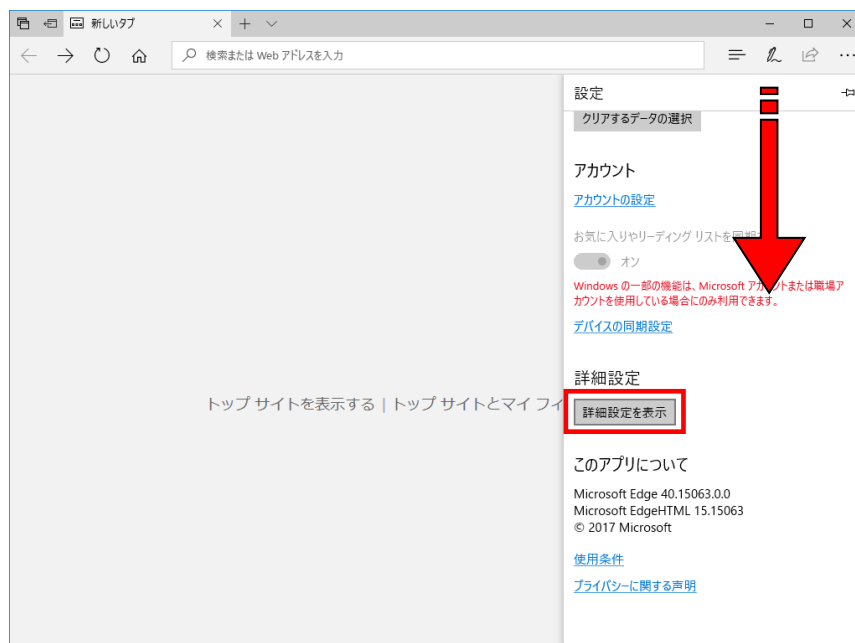 新しいタブ
検索または Web アドレスを入力
設定
クリアするデータの選択
アカウント
アカウントの設定
お気に入りやリーディング リストを同期
オン
Windows の一部の機能は、Microsoft アカウントまたは職場ア
カウントを使用している場合にのみ利用できます。
デバイスの同期設定
詳細設定
トップ サイトを表示する | トップ サイトとマイ フィ
詳細設定を表示
このアプリについて
Microsoft Edge 40.15063.0.0
Microsoft EdgeHTML 15.15063
© 2017 Microsoft
使用条件
プライバシーに関する声明